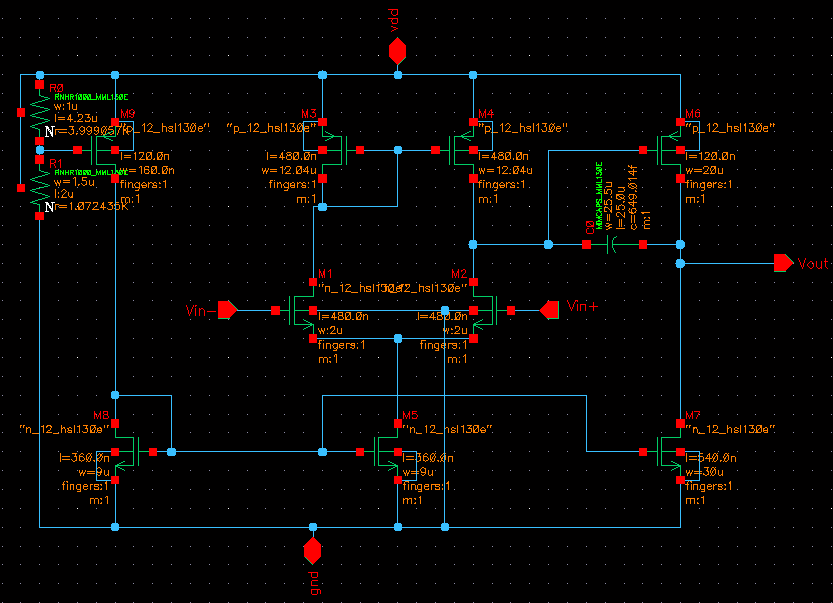 vdd
R0
RNHR1000_MML130E
w:1u
l=4.23u
r=3.999057K
M9
"p_12_hsl130e"
l=120.0n
w=160.0n
fingers:1
m:1
M3
"p_12_hsl130e"
l=480.0n
w=12.04u
fingers:1
m:1
M4
"p_12_hsl130e"
l=480.0n
w=12.04u
fingers:1
m:1
M6
"p_12_hsl130e"
l=120.0n
w=20u
fingers:1
m:1
R1
w=1.5u
l:2u
r=1.072435K
C0
MIMCAPS_MML130E
w=25.5u
l=25.0u
c=649.014f
m:1
Vout
M1
"n_12_hsl130e"
l=480.0n
w:2u
fingers:1
m:1
M2
l=480.0n
w:2u
fingers:1
m:1
Vin-
Vin+
M8
"n_12_hsl130e"
l=360.0n
w=9u
fingers:1
m:1
M5
"n_12_hsl130e"
l=360.0n
w=9u
fingers:1
m:1
M7
"n_12_hsl130e"
l=540.0n
w=30u
fingers:1
m:1
gnd